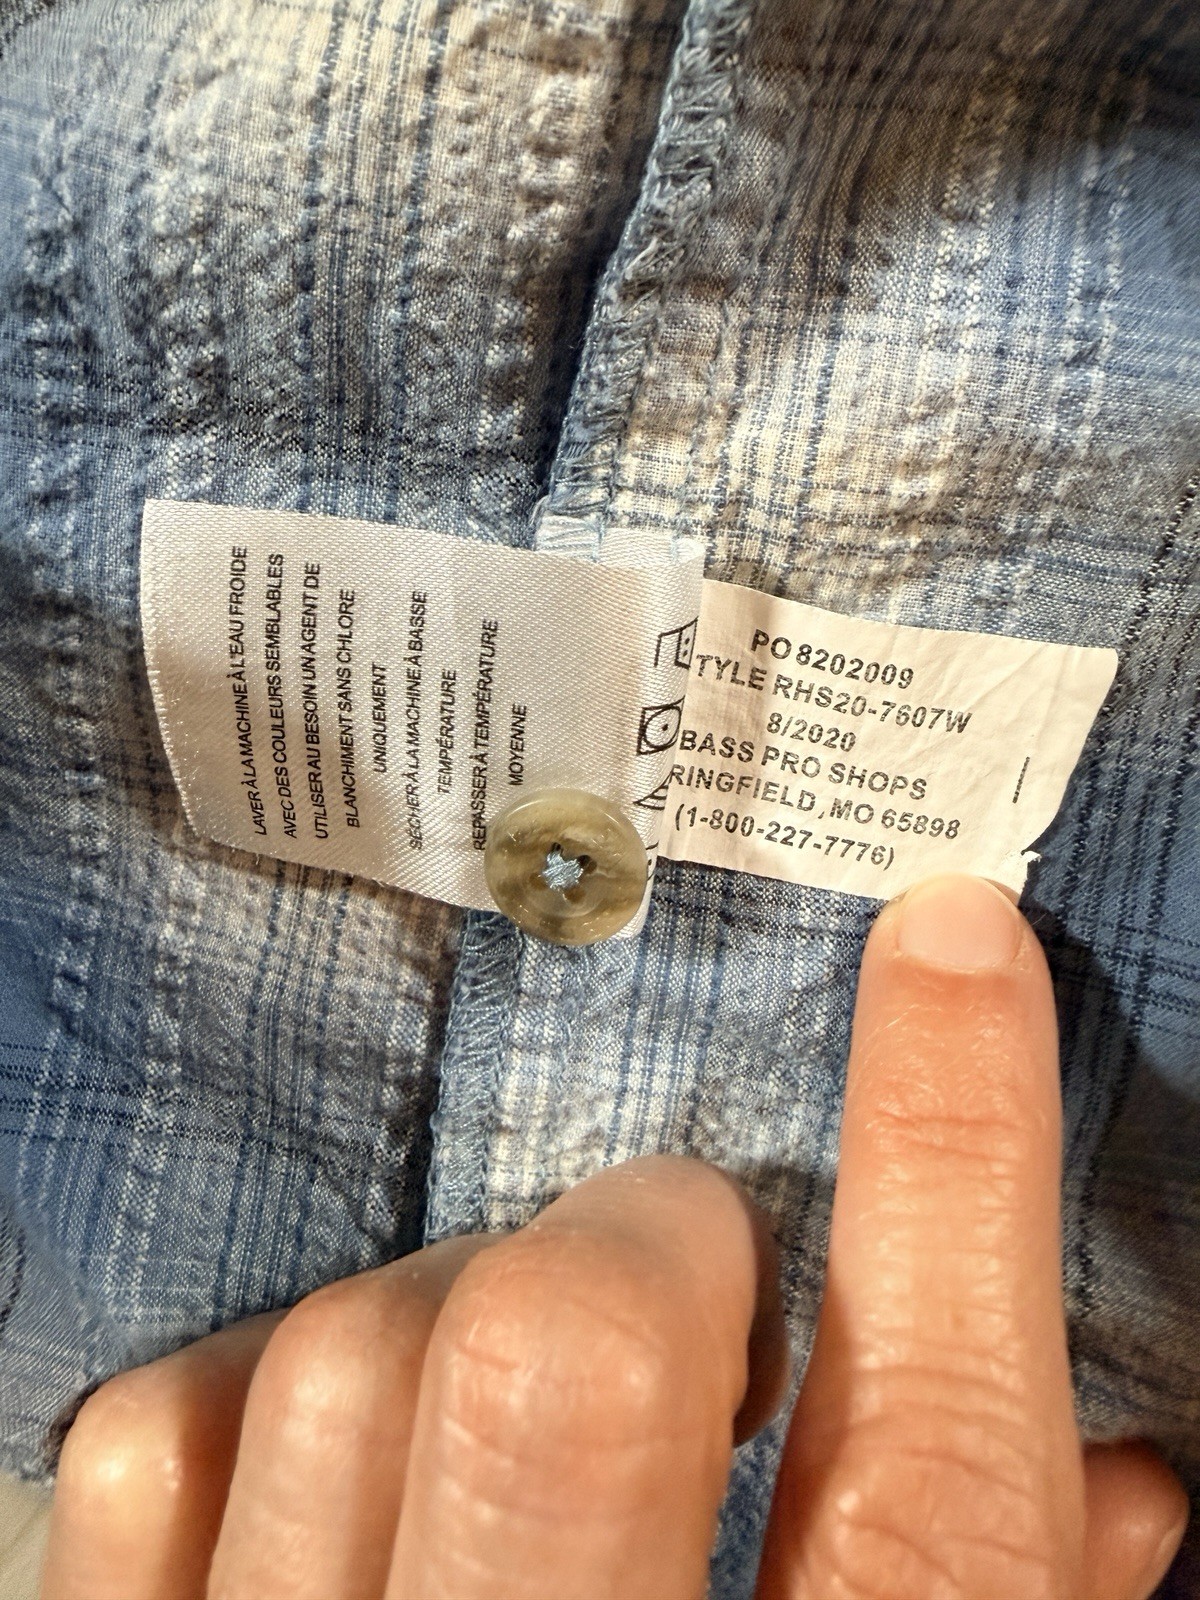 LAVER À LA MACHINE À L'EAU FROIDE
AVEC DES COULEURS SEMBLABLES
UTILISER AU BESOIN UN AGENT DE
BLANCHIMENT SANS CHLORE
UNIQUEMENT
SÉCHER À LA MACHINE À BASSE
TEMPÉRATURE
REPASSER À TEMPÉRATURE
MOYENNE
PO 8202009
TYLE RHS20-7607W
8/2020
BASS PRO SHOPS
RINGFIELD, MO 65898
(1-800-227-7776)